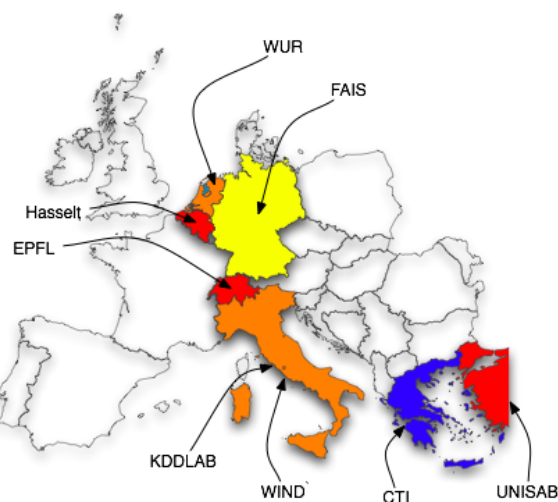 WUR
FAIS
Hasselt
EPFL
KDDLAB
WIND`
CTI
UNISAB